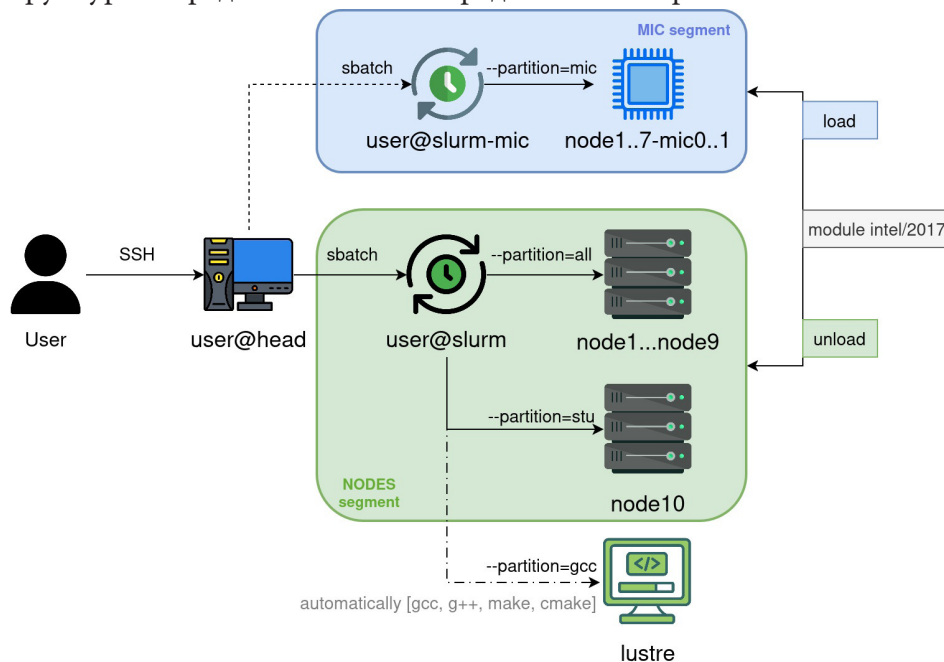 MIC segment
sbatch
--partition=mic
user@slurm-mic
node1..7-mic0..1
load
module intel/2017
unload
User
SSH
user@head
sbatch
user@slurm
--partition=all
node1...node9
--partition=stu
node10
NODES
segment
--partition=gcc
automatically [gcc, g++, make, cmake]
</>
lustre